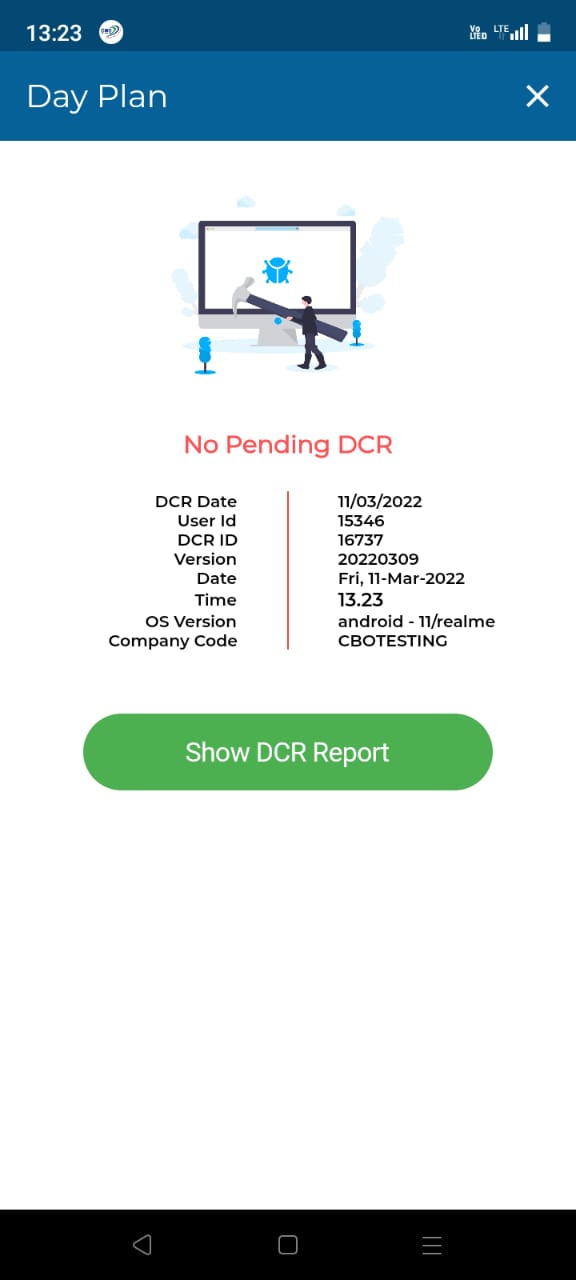 13:23
Vo LTED LTE
Day Plan
No Pending DCR
DCR Date 11/03/2022
User Id 15346
DCR ID 16737
Version 20220309
Date Fri, 11-Mar-2022
Time 13.23
OS Version android - 11/realme
Company Code CBOTESTING
Show DCR Report